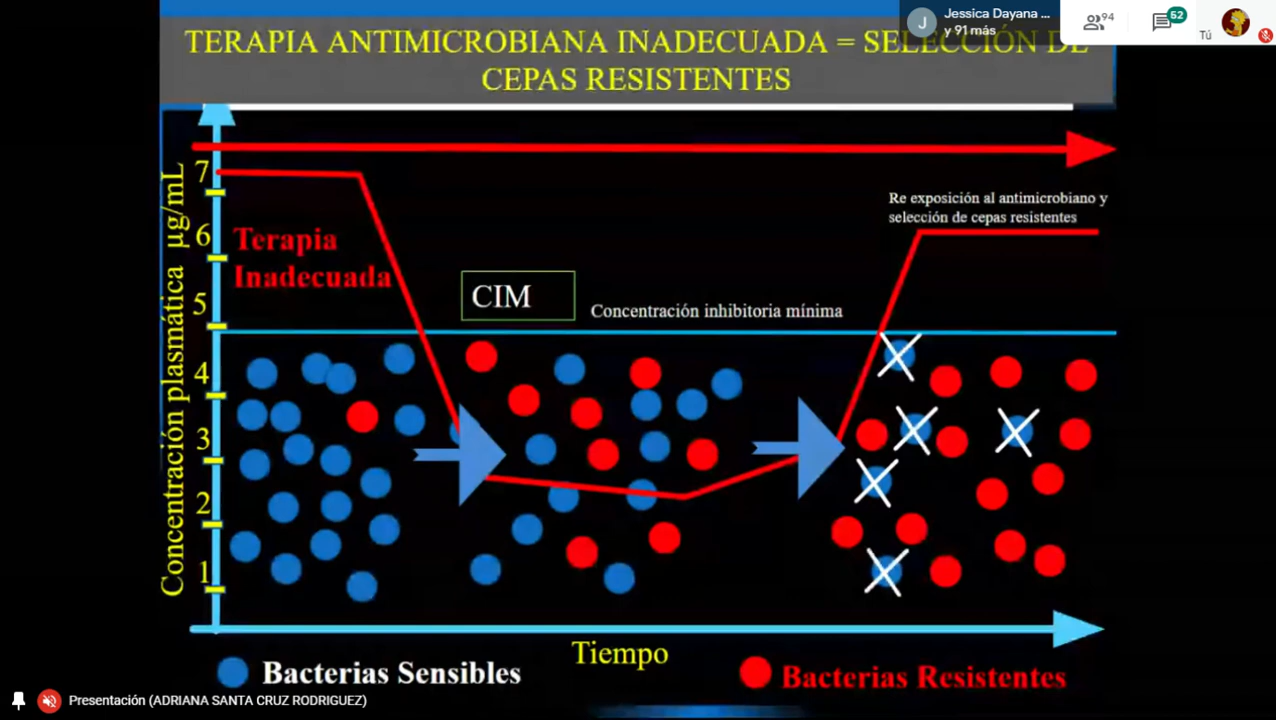 Jessica Dayana ...
y 91 más
94
52
Tú
TERAPIA ANTIMICROBIANA INADECUADA = SELECCIÓN DE
CEPAS RESISTENTES
Concentración plasmática µg/mL
7
6
5
4
3
2
1
Terapia
Inadecuada
CIM
Concentración inhibitoria mínima
Re exposición al antimicrobiano y
selección de cepas resistentes
Tiempo
Bacterias Sensibles
Bacterias Resistentes
Presentación (ADRIANA SANTA CRUZ RODRIGUEZ)